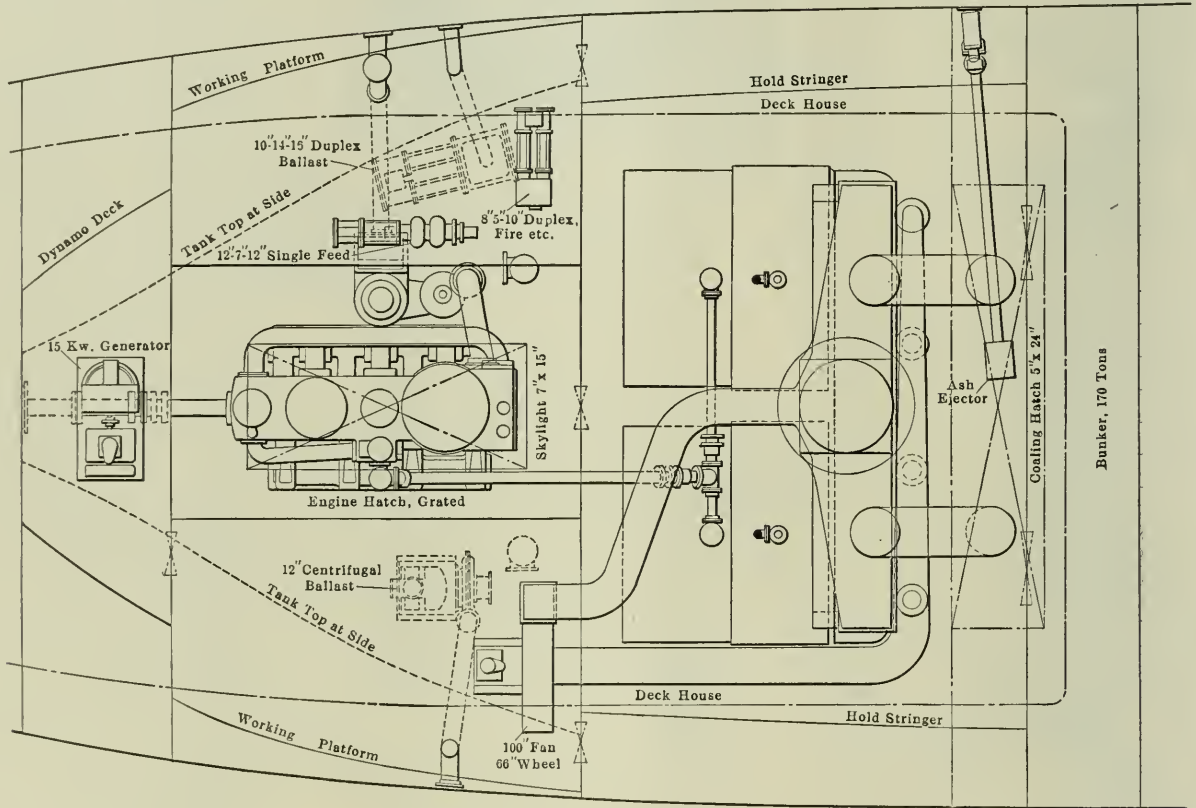 Working Platform
Hold Stringer
Deck House
10"-14"-15" Duplex
Ballast
Dynamo Deck
Tank Top at Side
8"5"-10" Duplex,
Fire etc.
12"-7"-12" Single Feed
15 Kw. Generator
Skylight 7" x 15"
Ash
Ejector
Coaling Hatch 5" x 24"
Bunker, 170 Tons
Engine Hatch, Grated
12" Centrifugal
Ballast
Tank Top at Side
Deck House
Working Platform
Hold Stringer
100" Fan
66" Wheel